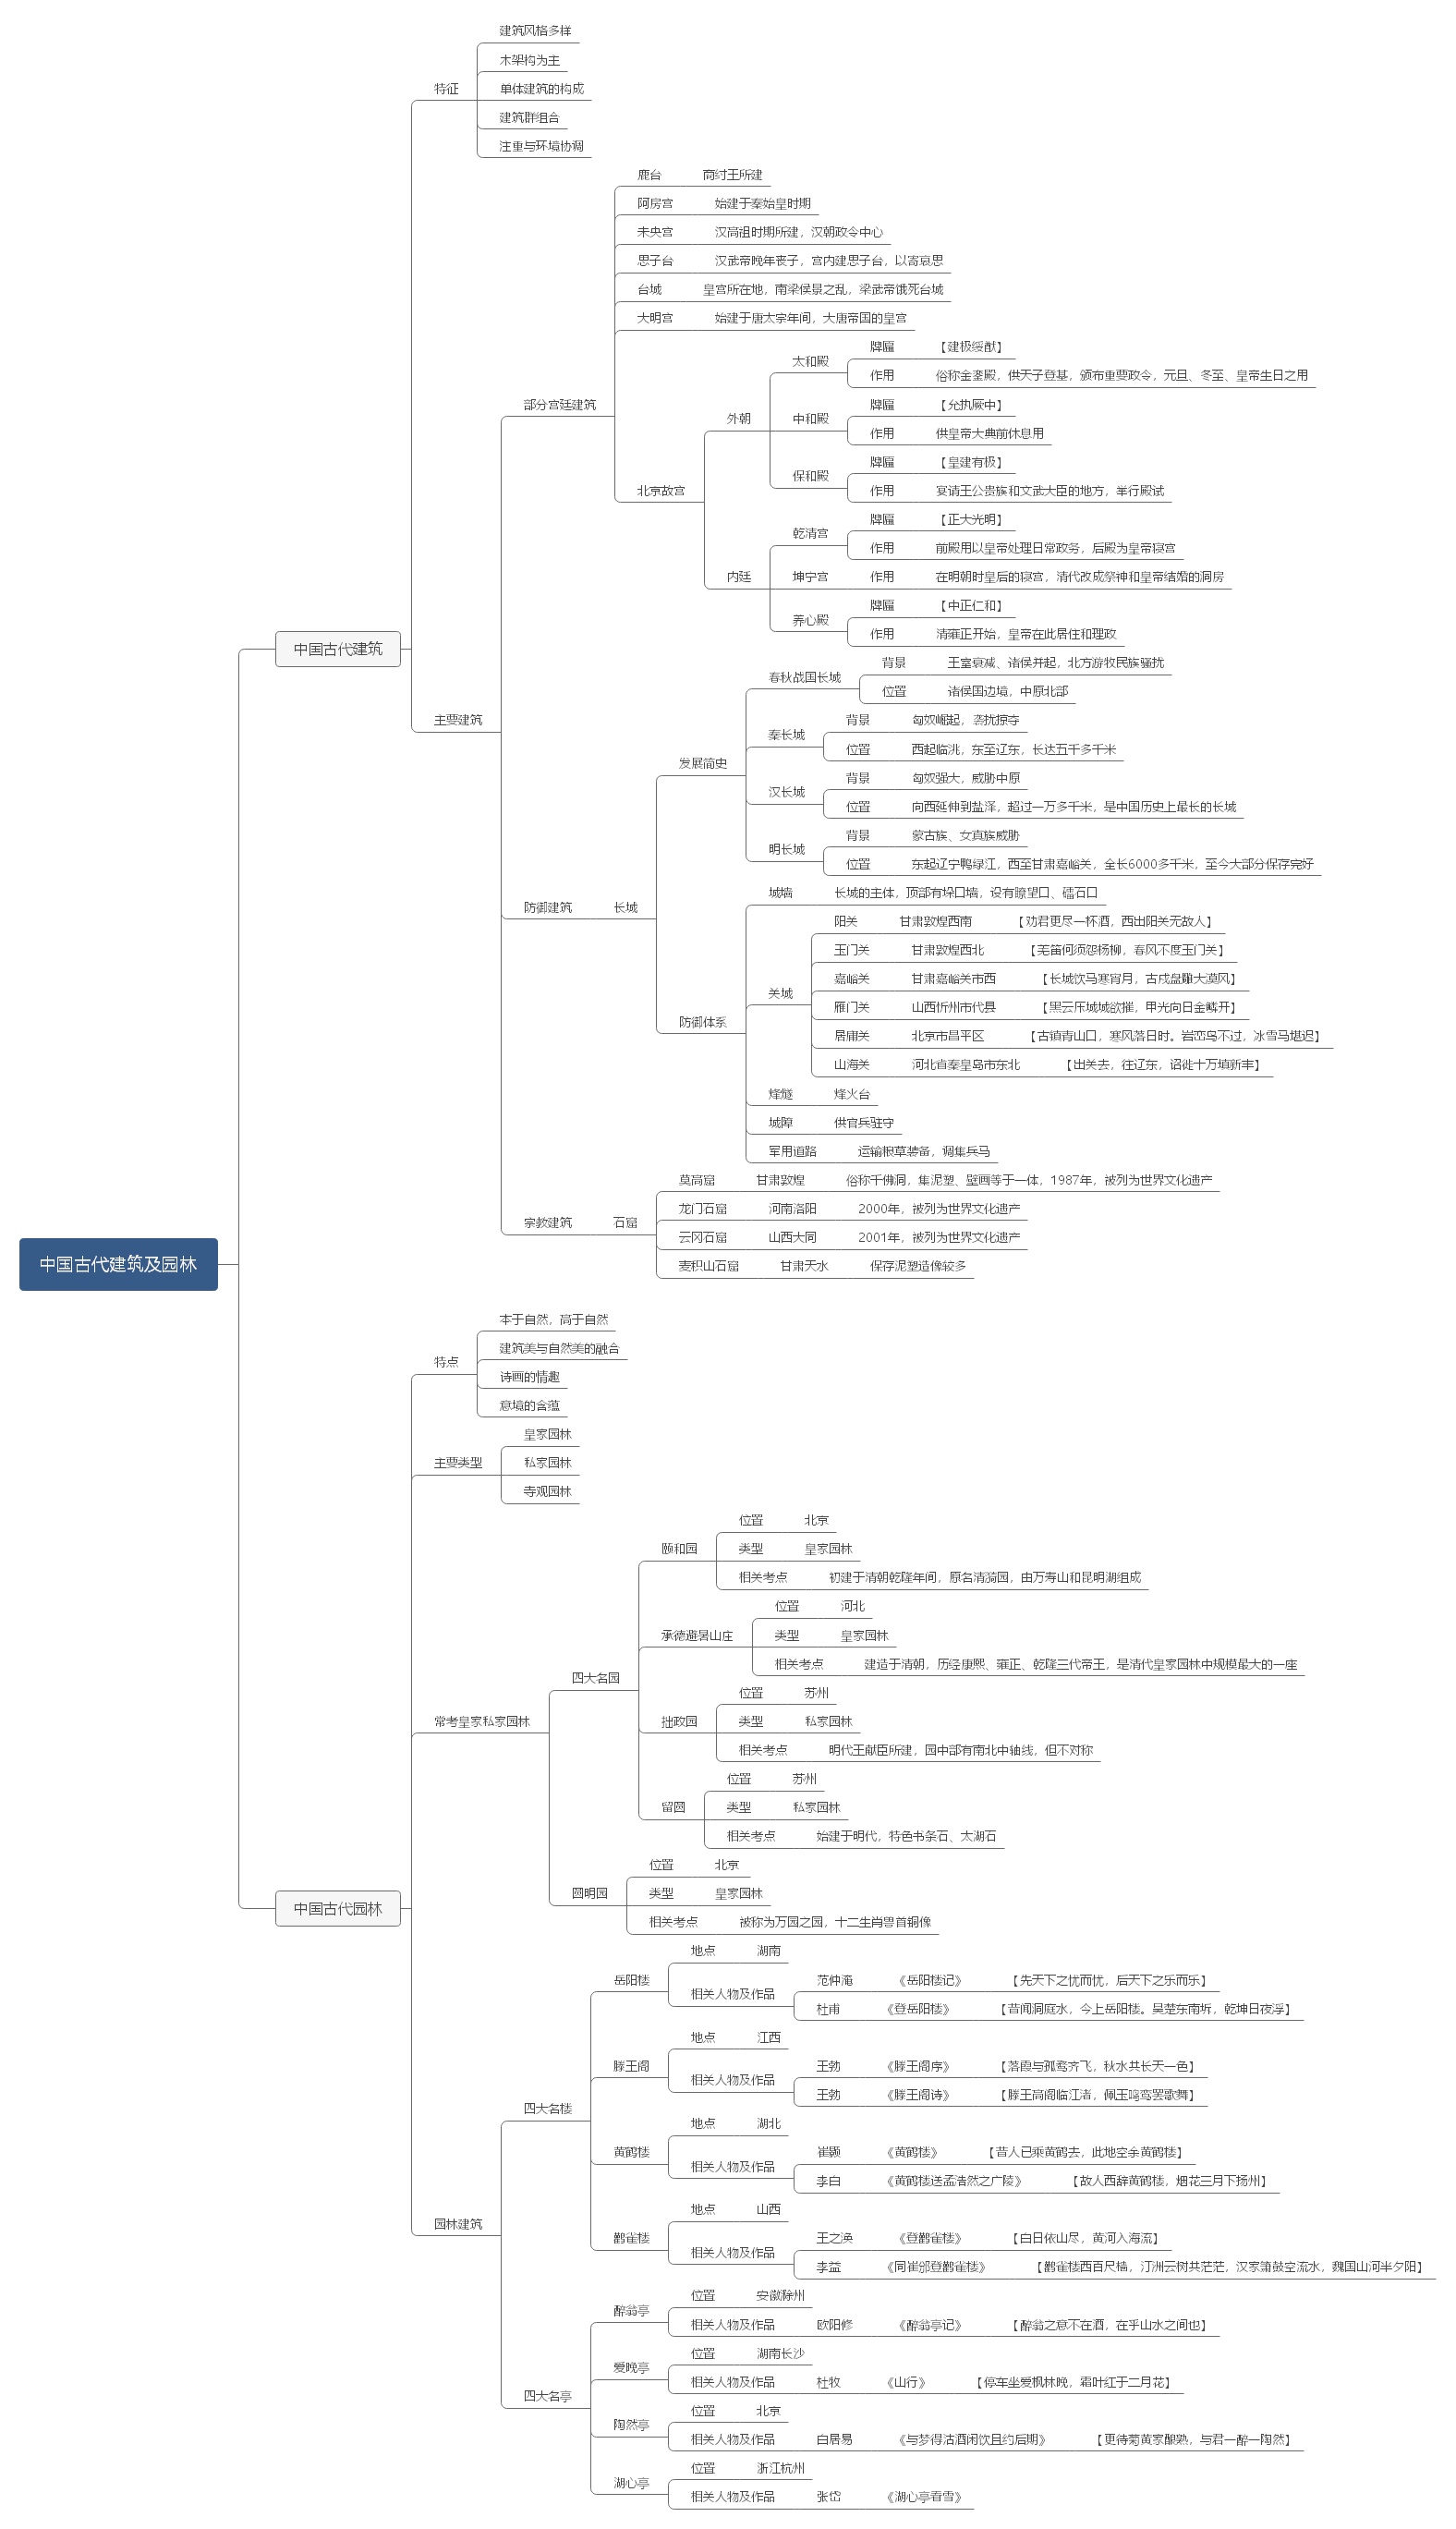 建筑风格多样
木架构为主
特征
单体建筑的构成
建筑群组合
注重与环境协调
鹿台 商纣王所建
阿房宫 始建于秦始皇时期
未央宫 汉高祖时期所建，汉朝政令中心
思子台 汉武帝晚年丧子，宫内建思子台，以寄哀思
台城 皇宫所在地，南梁侯景之乱，梁武帝饿死台城
大明宫 始建于唐太宗年间，大唐帝国的皇宫
牌匾 【建极绥猷】
太和殿
作用 俗称金銮殿，供天子登基，颁布重要政令，元旦、冬至、皇帝生日之用
部分宫廷建筑
牌匾 【允执厥中】
外朝 中和殿
作用 供皇帝大典前休息用
牌匾 【皇建有极】
保和殿
北京故宫
作用 宴请王公贵族和文武大臣的地方，举行殿试
牌匾 【正大光明】
乾清宫
作用 前殿用以皇帝处理日常政务，后殿为皇帝寝宫
内廷 坤宁宫 作用 在明朝时皇后的寝宫，清代改成祭神和皇帝结婚的洞房
牌匾 【中正仁和】
养心殿
作用 清雍正开始，皇帝在此居住和理政
中国古代建筑
背景 王室衰减、诸侯并起，北方游牧民族骚扰
春秋战国长城
位置 诸侯国边境，中原北部
主要建筑
背景 匈奴崛起，袭扰掠夺
秦长城
位置 西起临洮，东至辽东，长达五千多千米
发展简史
背景 匈奴强大，威胁中原
汉长城
位置 向西延伸到盐泽，超过一万多千米，是中国历史上最长的长城
背景 蒙古族、女真族威胁
明长城
位置 东起辽宁鸭绿江，西至甘肃嘉峪关，全长6000多千米，至今大部分保存完好
城墙 长城的主体，顶部有垛口墙，设有瞭望口、礌石口
防御建筑 长城
阳关 甘肃敦煌西南 【劝君更尽一杯酒，西出阳关无故人】
玉门关 甘肃敦煌西北 【羌笛何须怨杨柳，春风不度玉门关】
嘉峪关 甘肃嘉峪关市西 【长城饮马寒宵月，古戍盘雕大漠风】
关城
雁门关 山西忻州市代县 【黑云压城城欲摧，甲光向日金鳞开】
防御体系
居庸关 北京市昌平区 【古镇青山口，寒风落日时。岩峦鸟不过，冰雪马堪迟】
山海关 河北省秦皇岛市东北 【出关去，往辽东，诏徙十万填新丰】
烽燧 烽火台
城障 供官兵驻守
军用道路 运输粮草装备，调集兵马
莫高窟 甘肃敦煌 俗称千佛洞，集泥塑、壁画等于一体，1987年，被列为世界文化遗产
龙门石窟 河南洛阳 2000年，被列为世界文化遗产
宗教建筑 石窟
云冈石窟 山西大同 2001年，被列为世界文化遗产
麦积山石窟 甘肃天水 保存泥塑造像较多
中国古代建筑及园林
本于自然，高于自然
建筑美与自然美的融合
特点
诗画的情趣
意境的含蕴
皇家园林
主要类型 私家园林
寺观园林
位置 北京
颐和园 类型 皇家园林
相关考点 初建于清朝乾隆年间，原名清漪园，由万寿山和昆明湖组成
位置 河北
承德避暑山庄 类型 皇家园林
相关考点 建造于清朝，历经康熙、雍正、乾隆三代帝王，是清代皇家园林中规模最大的一座
四大名园
位置 苏州
拙政园 类型 私家园林
常考皇家私家园林
相关考点 明代王献臣所建，园中部有南北中轴线，但不对称
位置 苏州
留园 类型 私家园林
相关考点 始建于明代，特色书条石、太湖石
位置 北京
圆明园 类型 皇家园林
中国古代园林
相关考点 被称为万园之园，十二生肖兽首铜像
地点 湖南
岳阳楼
范仲淹 《岳阳楼记》 【先天下之忧而忧，后天下之乐而乐】
相关人物及作品
杜甫 《登岳阳楼》 【昔闻洞庭水，今上岳阳楼。吴楚东南坼，乾坤日夜浮】
地点 江西
滕王阁
王勃 《滕王阁序》 【落霞与孤鹜齐飞，秋水共长天一色】
相关人物及作品
王勃 《滕王阁诗》 【滕王高阁临江渚，佩玉鸣鸾罢歌舞】
四大名楼
地点 湖北
黄鹤楼
崔颢 《黄鹤楼》 【昔人已乘黄鹤去，此地空余黄鹤楼】
相关人物及作品
李白 《黄鹤楼送孟浩然之广陵》 【故人西辞黄鹤楼，烟花三月下扬州】
地点 山西
园林建筑
鹳雀楼
王之涣 《登鹳雀楼》 【白日依山尽，黄河入海流】
相关人物及作品
李益 《同崔邠登鹳雀楼》 【鹳雀楼西百尺樯，汀洲云树共茫茫，汉家箫鼓空流水，魏国山河半夕阳】
位置 安徽滁州
醉翁亭
相关人物及作品 欧阳修 《醉翁亭记》 【醉翁之意不在酒，在乎山水之间也】
位置 湖南长沙
爱晚亭
相关人物及作品 杜牧 《山行》 【停车坐爱枫林晚，霜叶红于二月花】
四大名亭
位置 北京
陶然亭
相关人物及作品 白居易 《与梦得沽酒闲饮且约后期》 【更待菊黄家酿熟，与君一醉一陶然】
位置 浙江杭州
湖心亭
相关人物及作品 张岱 《湖心亭看雪》